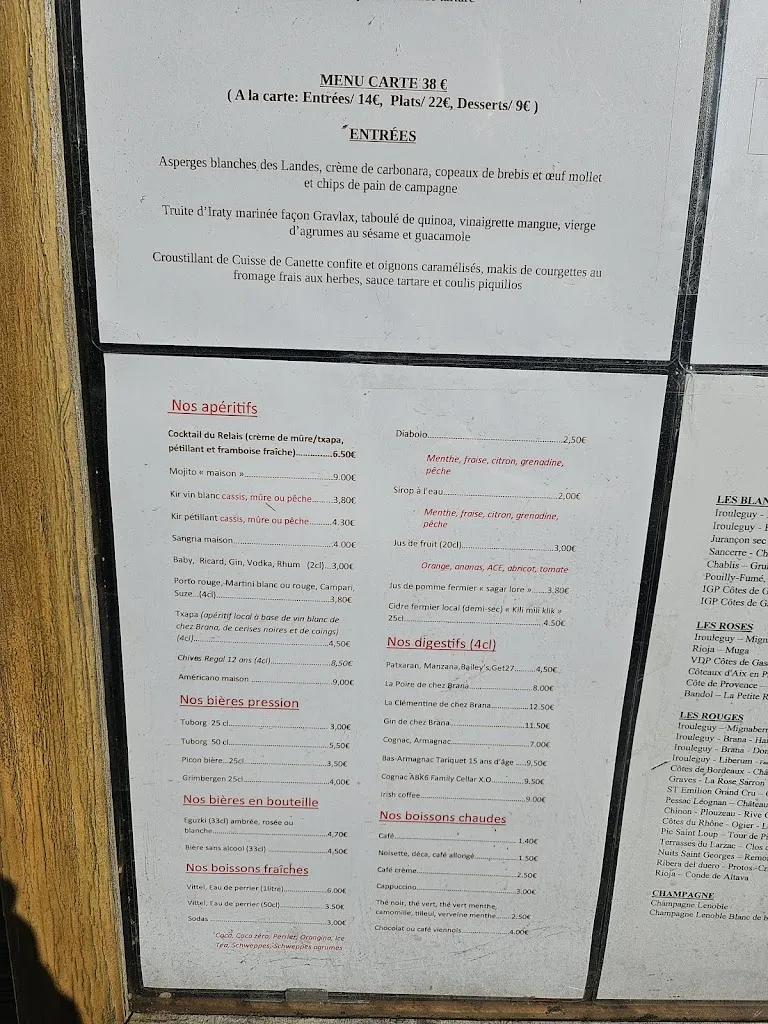 MENU CARTE 38 €
( A la carte: Entrées/ 14€, Plats/ 22€, Desserts/ 9€ )
ENTRÉES
Asperges blanches des Landes, crème de carbonara, copeaux de brebis et œuf mollet
et chips de pain de campagne
Truite d'Iraty marinée façon Gravlax, taboulé de quinoa, vinaigrette mangue, vierge
d'agrumes au sésame et guacamole
Croustillant de Cuisse de Canette confite et oignons caramélisés, makis de courgettes au
fromage frais aux herbes, sauce tartare et coulis piquillos
Nos apéritifs
Cocktail du Relais (crème de mûre/txapa,
pétillant et framboise fraîche)..............6.50€
Mojito « maison »..............9.00€
Kir vin blanc cassis, mûre ou pêche.........3,80€
Kir pétillant cassis, mûre ou pêche.........4.30€
Sangria maison..............4.00€
Baby, Ricard, Gin, Vodka, Rhum (2cl)...3,00€
Porto rouge, Martini blanc ou rouge, Campari,
Suze...(4cl)..............3,80€
Txapa (apéritif local à base de vin blanc de
chez Brana, de cerises noires et de coings)
(4cl)..............4,50€
Chivas Regal 12 ans (4cl)..............8,50€
Américano maison..............9,00€
Nos bières pression
Tuborg 25 cl..............3,00€
Tuborg 50 cl..............5,50€
Picon bière...25cl..............3,50€
Grimbergen 25cl..............4,00€
Nos bières en bouteille
Eguzki (33cl) ambrée, rosée ou
blanche..............4,70€
Bière sans alcool (33cl)..............4,50€
Nos boissons fraîches
Vittel, Eau de perrier (1litre)..............6.00€
Vittel, Eau de perrier (50cl)..............3.50€
Sodas..............3,00€
Coca, Coca zéro, Perrier, Orangina, Ice
Tea, Schweppes, Schweppes agrumes
Diabolo..............2,50€
Menthe, fraise, citron, grenadine,
pêche
Sirop à l'eau..............2,00€
Menthe, fraise, citron, grenadine,
pêche
Jus de fruit (20cl)..............3,00€
Orange, ananas, ACE, abricot, tomate
Jus de pomme fermier « sagar lore »......3.80€
Cidre fermier local (demi-sec) « Kili mili klik »
25cl..............4.50€
Nos digestifs (4cl)
Patxaran, Manzana,Bailey's,Get27.......4,50€
La Poire de chez Brana..............8.00€
La Clémentine de chez Brana..............12.50€
Gin de chez Brana..............11.50€
Cognac, Armagnac..............7.00€
Bas-Armagnac Tariquet 15 ans d'âge ....9,50€
Cognac ABK6 Family Cellar X.O..............9.50€
Irish coffee..............9.00€
Nos boissons chaudes
Café..............1.40€
Noisette, déca, café allongé..............1.50€
Café crème..............2.50€
Cappuccino..............3.00€
Thé noir, thé vert, thé vert menthe,
camomille, tilleul, verveine menthe......2.50€
Chocolat ou café viennois..............4.00€
LES BLAN
Irouleguy -
Irouleguy -
Jurançon sec
Sancerre - Ch
Chablis – Gru
Pouilly-Fumé,
IGP Côtes de G
IGP Côtes de G
LES ROSES
Irouleguy – Mign
Rioja – Muga
VDP Côtes de Gas
Côteaux d'Aix en P
Côte de Provence –
Bandol – La Petite R
LES ROUGES
Irouleguy – Mignaber
Irouleguy - Brana - Har
Irouleguy - Brana - Dom
Irouleguy - Liberum -
Côtes de Bordeaux - Châ
Graves - La Rose Sarron
ST Emilion Grand Cru –
Pessac Léognan – Château
Chinon - Plouzeau - Rive
Côtes du Rhône - Ogier - L
Pic Saint Loup – Tour de Pi
Terrasses du Larzac – Clos
Nuits Saint Georges – Remo
Ribera del duero - Protos-Cr
Rioja – Conde de Altava
CHAMPAGNE
Champagne Lenoble
Champagne Lenoble Blanc de b